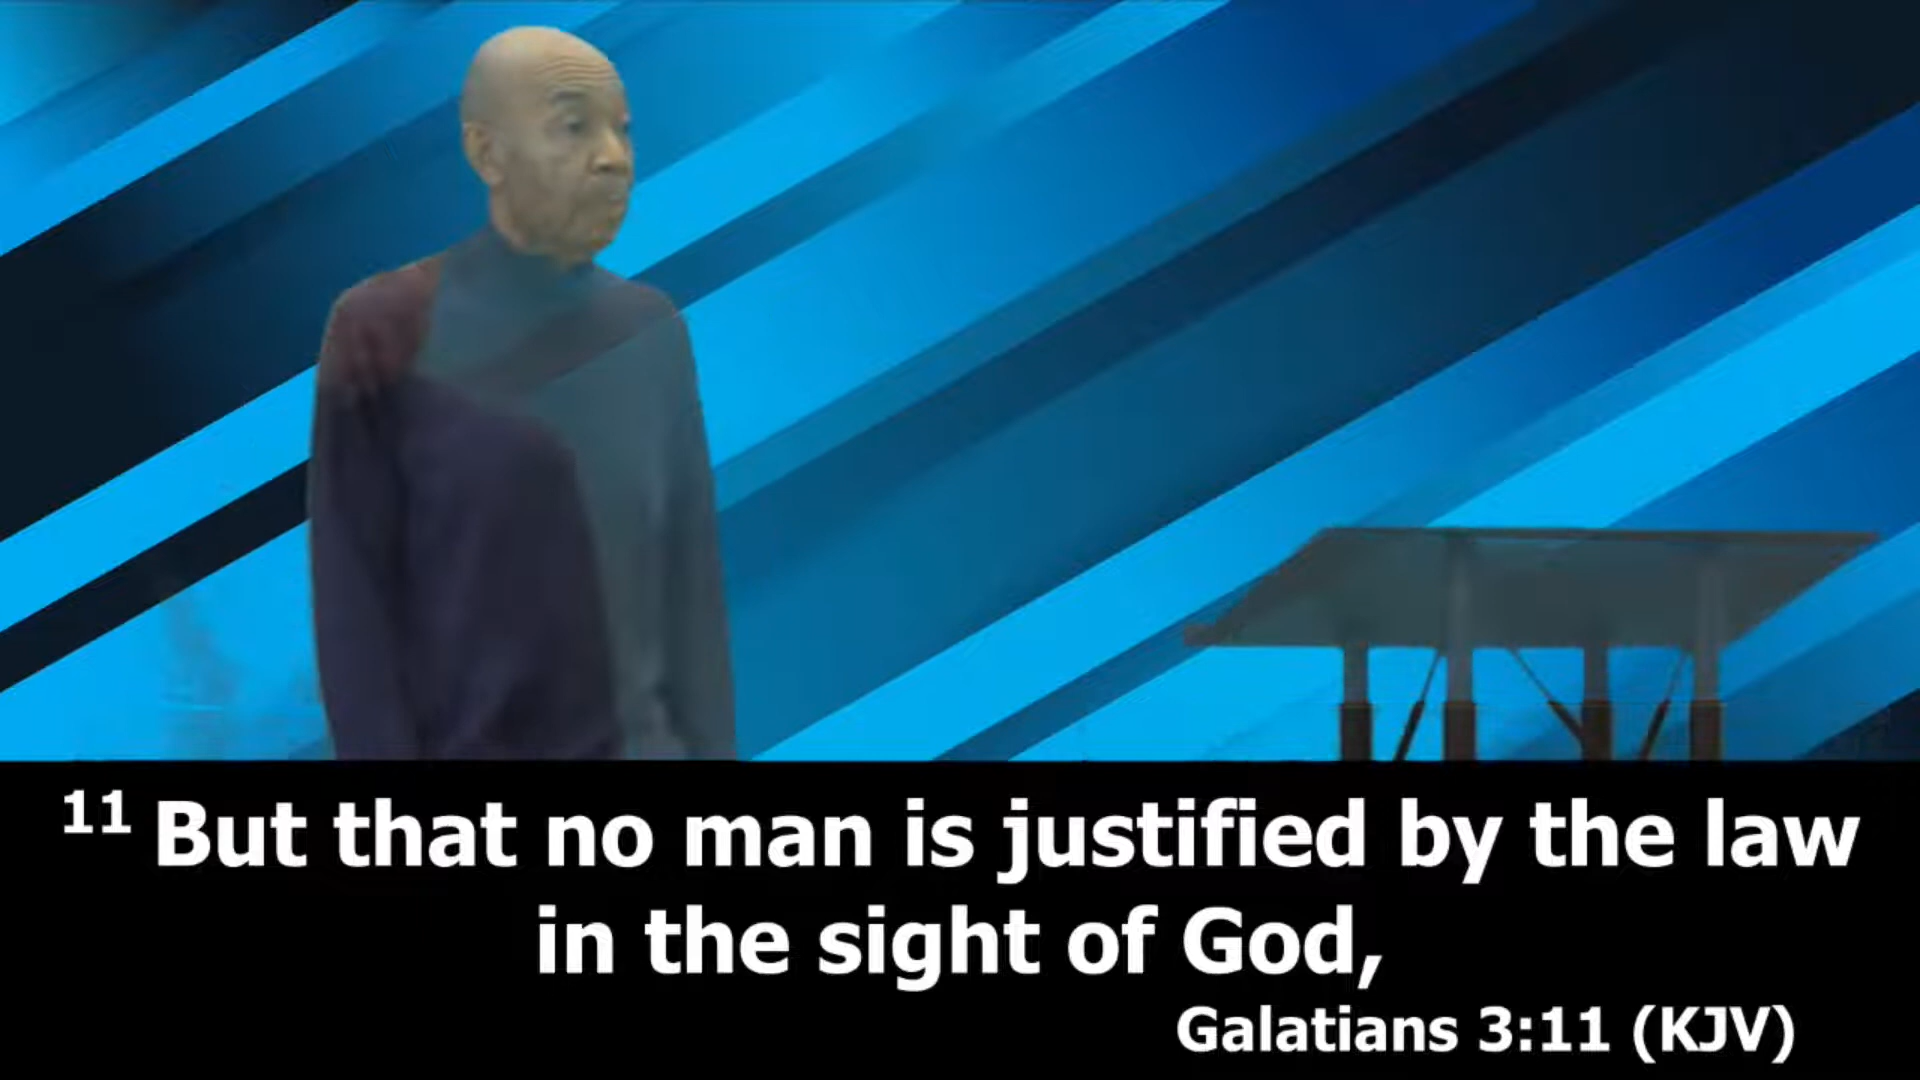 11 But that no man is justified by the law
in the sight of God,
Galatians 3:11 (KJV)